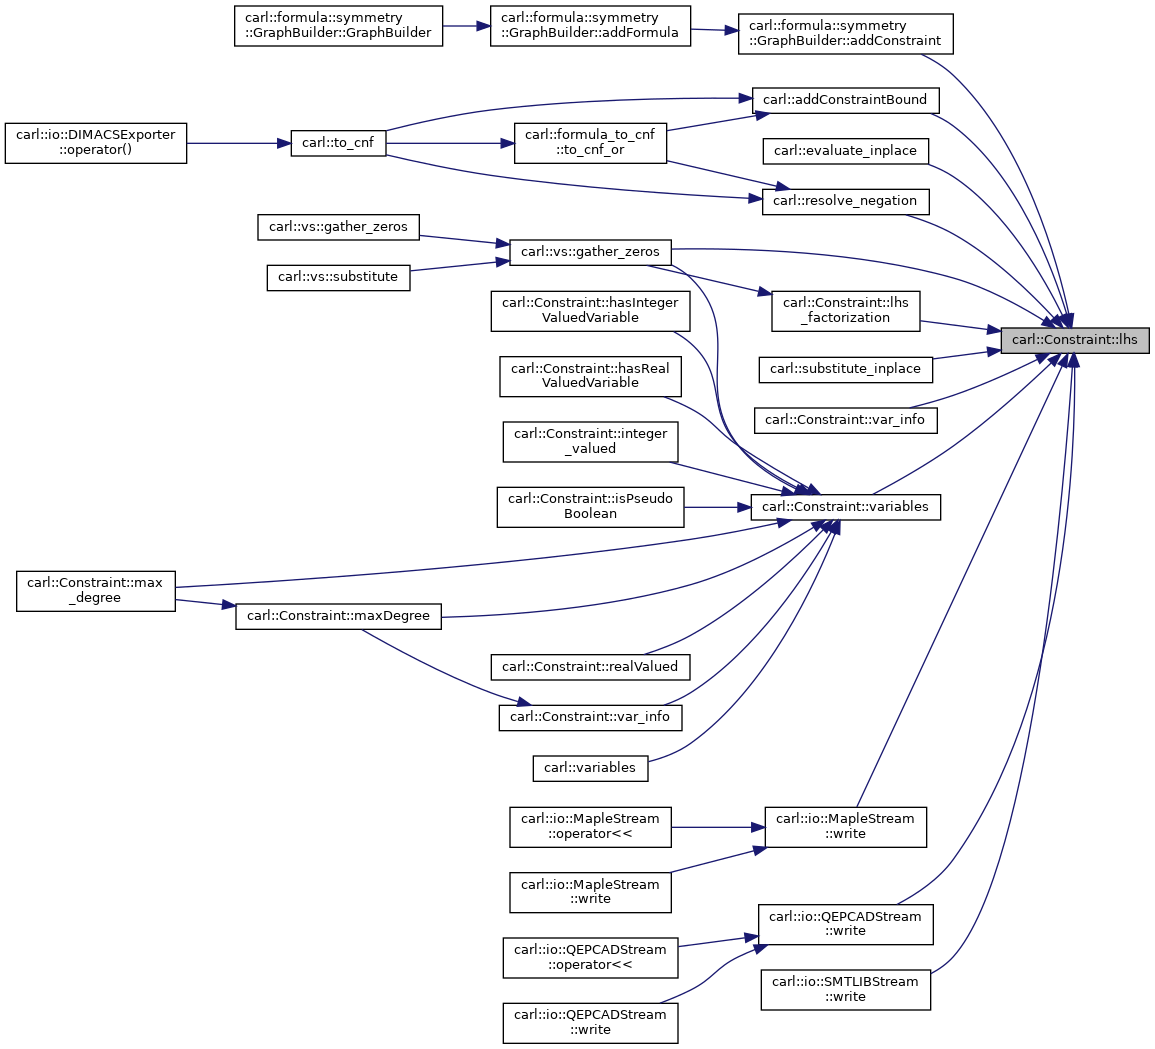 carl::formula::symmetry
::GraphBuilder::GraphBuilder
carl::formula::symmetry
::GraphBuilder::addFormula
carl::formula::symmetry
::GraphBuilder::addConstraint
carl::addConstraintBound
carl::io::DIMACSExporter
::operator()
carl::to_cnf
carl::formula_to_cnf
::to_cnf_or
carl::evaluate_inplace
carl::resolve_negation
carl::vs::gather_zeros
carl::vs::gather_zeros
carl::vs::substitute
carl::Constraint::hasInteger
ValuedVariable
carl::Constraint::lhs
_factorization
carl::Constraint::lhs
carl::Constraint::hasReal
ValuedVariable
carl::substitute_inplace
carl::Constraint::var_info
carl::Constraint::integer
_valued
carl::Constraint::isPseudo
Boolean
carl::Constraint::variables
carl::Constraint::max
_degree
carl::Constraint::maxDegree
carl::Constraint::realValued
carl::Constraint::var_info
carl::variables
carl::io::MapleStream
::operator<<
carl::io::MapleStream
::write
carl::io::MapleStream
::write
carl::io::QEPCADStream
::write
carl::io::QEPCADStream
::operator<<
carl::io::SMTLIBStream
::write
carl::io::QEPCADStream
::write